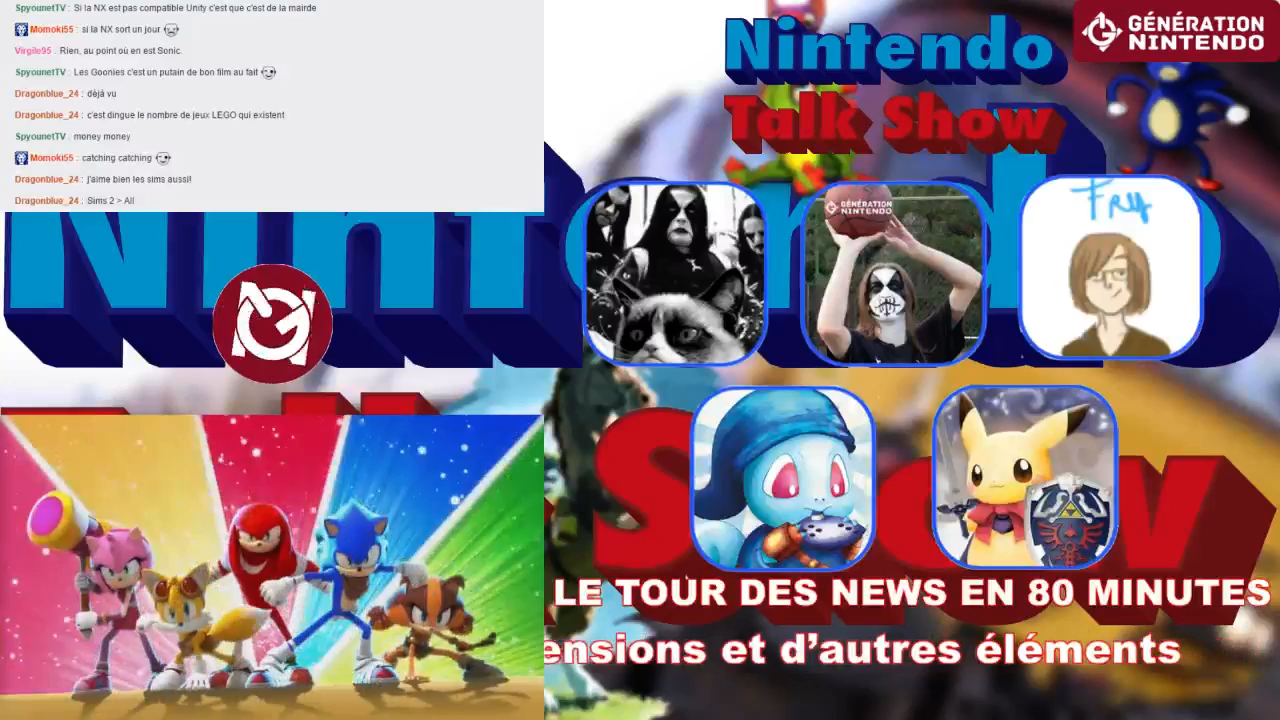 SpyounetTV : Si la NX est pas compatible Unity c'est que c'est de la mairde
Momoki55 : si la NX sort un jour
Virgile95 : Rien, au point où en est Sonic.
SpyounetTV : Les Goonies c'est un putain de bon film au fait
Dragonblue_24 : déjà vu
Dragonblue_24 : c'est dingue le nombre de jeux LEGO qui existent
SpyounetTV : money money
Momoki55 : catching catching
Dragonblue_24 : j'aime bien les sims aussi!
Dragonblue_24 : Sims 2 > All
Nintendo
Talk Show
GÉNÉRATION
NINTENDO
Nintendo
GÉNÉRATION
NINTENDO
Fry
Show
LE TOUR DES NEWS EN 80 MINUTES
ensions et d'autres éléments